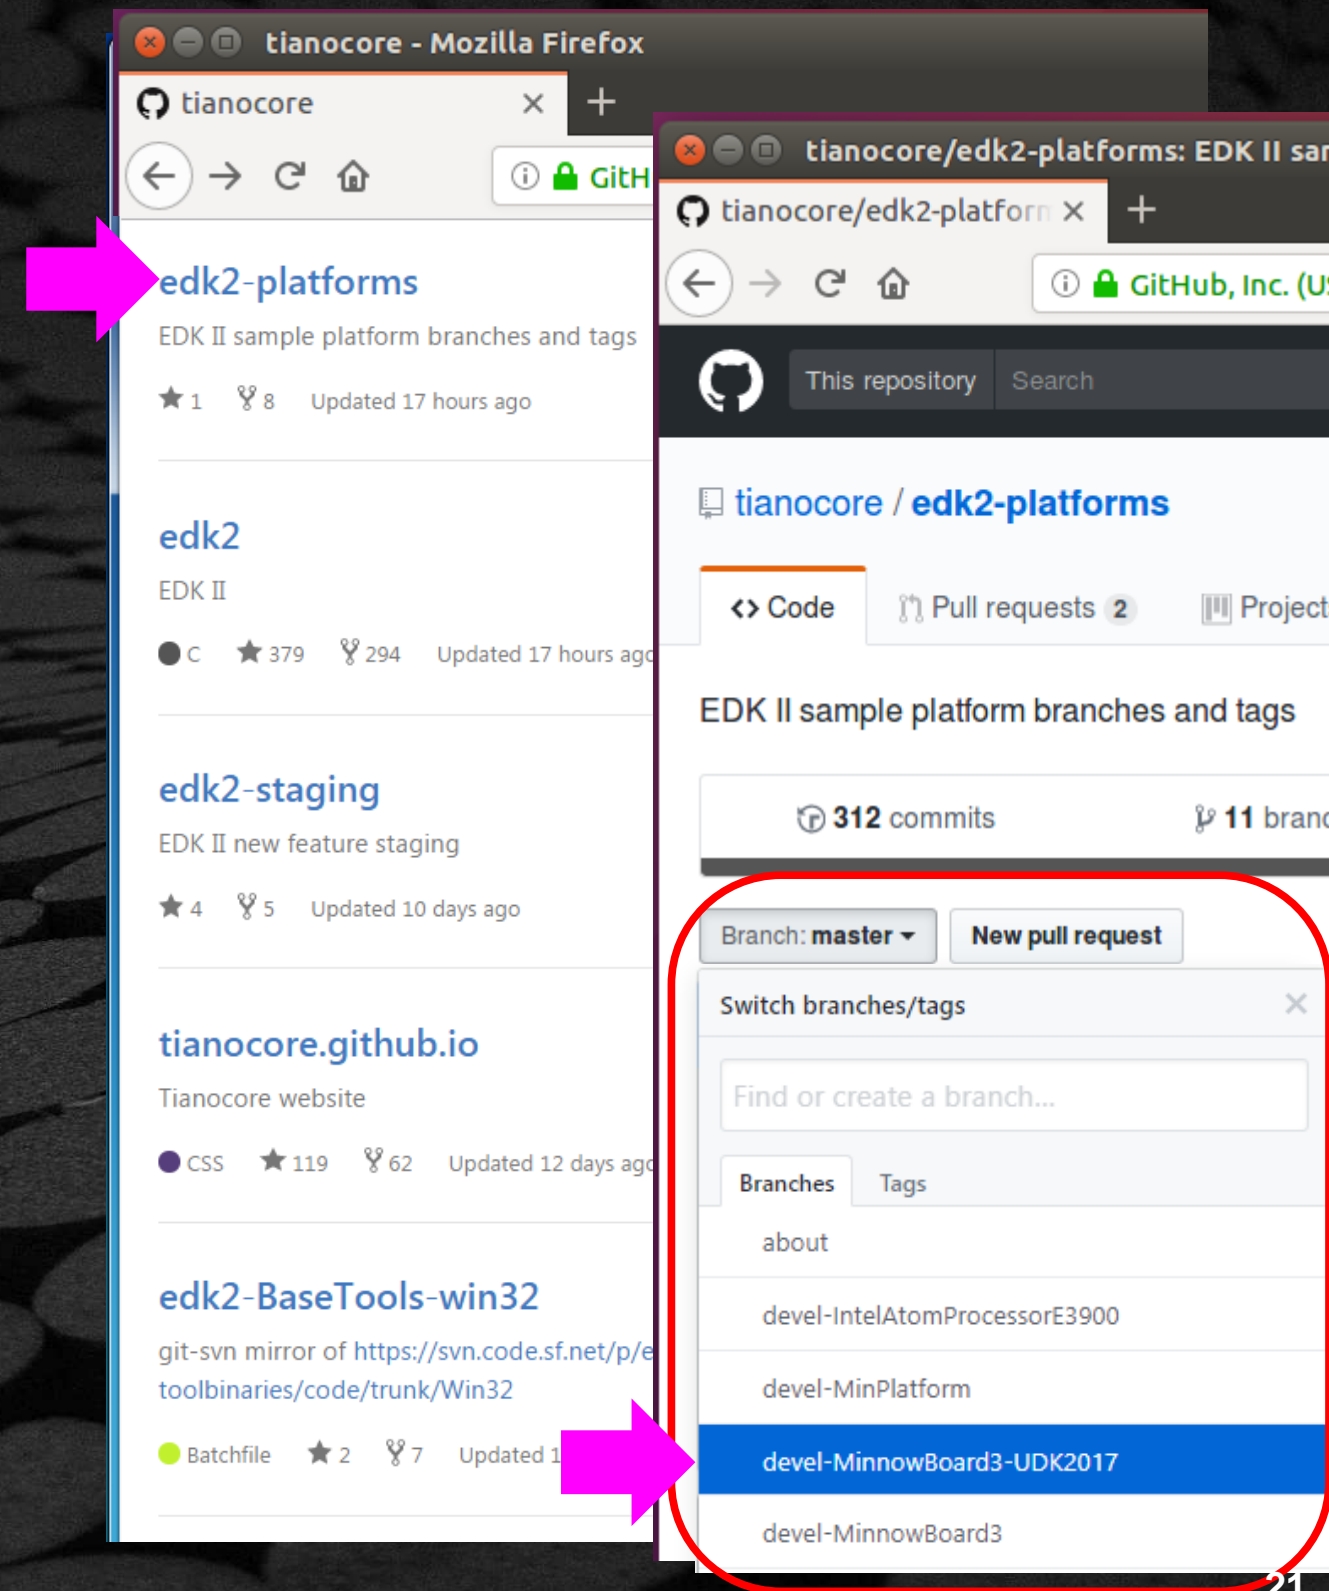 tianocore - Mozilla Firefox
tianocore
GitH
edk2-platforms
EDK II sample platform branches and tags
1 8 Updated 17 hours ago
edk2
EDK II
C 379 294 Updated 17 hours ago
edk2-staging
EDK II new feature staging
4 5 Updated 10 days ago
tianocore.github.io
Tianocore website
CSS 119 62 Updated 12 days ago
edk2-BaseTools-win32
git-svn mirror of https://svn.code.sf.net/p/e
toolbinaries/code/trunk/Win32
Batchfile 2 7 Updated 1
tianocore/edk2-platforms: EDK II sam
tianocore/edk2-platform
GitHub, Inc. (US
This repository Search
tianocore / edk2-platforms
Code Pull requests 2 Project
EDK II sample platform branches and tags
312 commits 11 branc
Branch: master New pull request
Switch branches/tags
Find or create a branch...
Branches Tags
about
devel-IntelAtomProcessorE3900
devel-MinPlatform
devel-MinnowBoard3-UDK2017
devel-MinnowBoard3
21